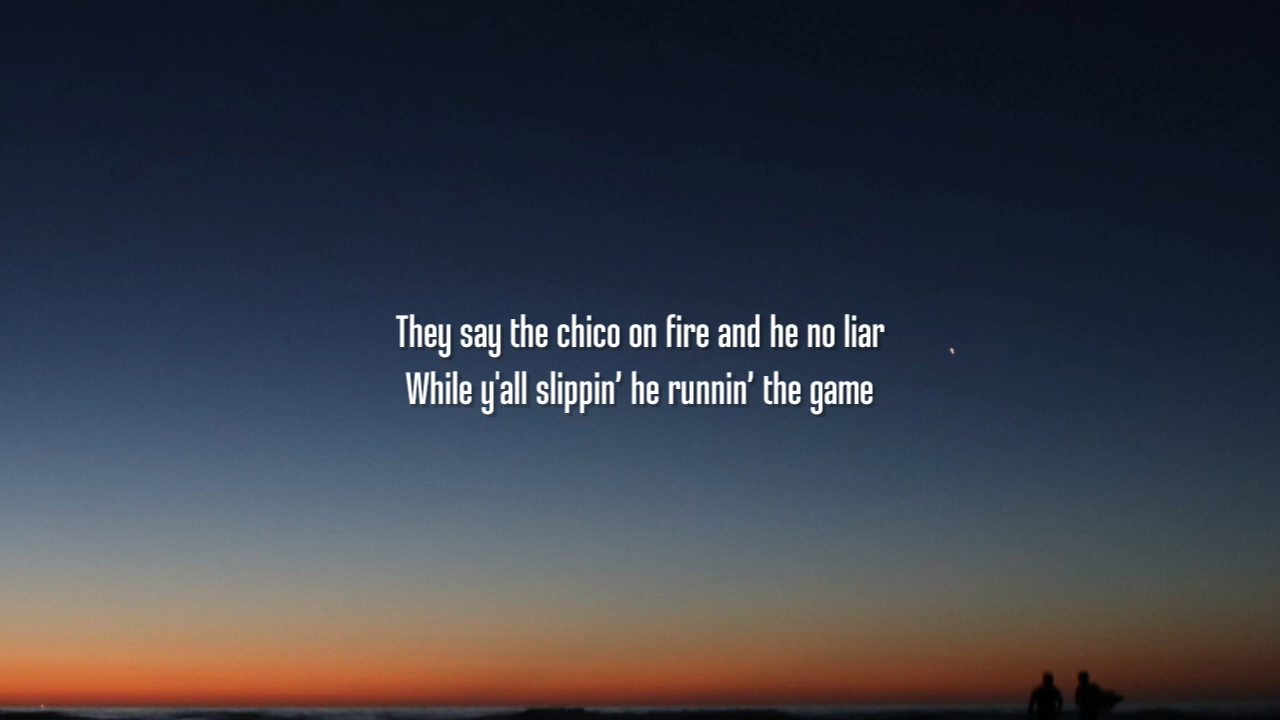 They say the chico on fire and he no liar
While y'all slippin’ he runnin’ the game